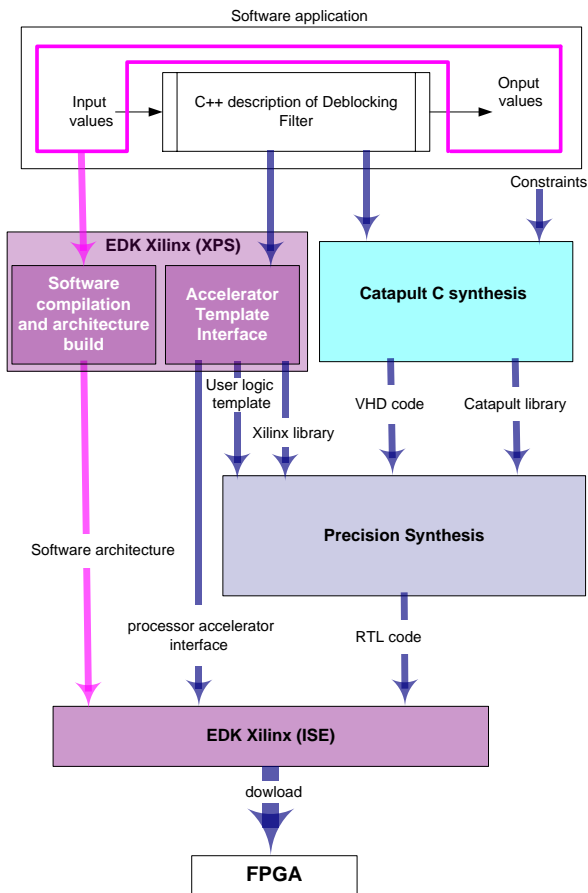 Software application
Input
values
C++ description of Deblocking
Filter
Onput
values
Constraints
EDK Xilinx (XPS)
Software
compilation
and architecture
build
Accelerator
Template
Interface
Catapult C synthesis
User logic
template
Xilinx library
VHD code
Catapult library
Precision Synthesis
Software architecture
processor accelerator
interface
RTL code
EDK Xilinx (ISE)
dowload
FPGA